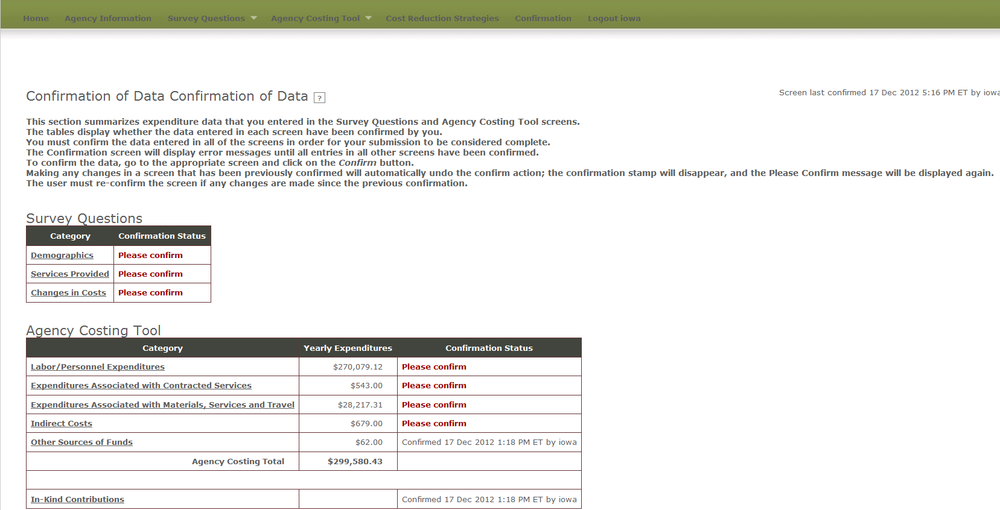 Home Agency Information Survey Questions Agency Costing Tool Cost Reduction Strategies Confirmation Logout iowa
Confirmation of Data Confirmation of Data ?
Screen last confirmed 17 Dec 2012 5:16 PM ET by iowa
This section summarizes expenditure data that you entered in the Survey Questions and Agency Costing Tool screens.
The tables display whether the data entered in each screen have been confirmed by you.
You must confirm the data entered in all of the screens in order for your submission to be considered complete.
The Confirmation screen will display error messages until all entries in all other screens have been confirmed.
To confirm the data, go to the appropriate screen and click on the Confirm button.
Making any changes in a screen that has been previously confirmed will automatically undo the confirm action; the confirmation stamp will disappear, and the Please Confirm message will be displayed again.
The user must re-confirm the screen if any changes are made since the previous confirmation.
Survey Questions
Category Confirmation Status
Demographics Please confirm
Services Provided Please confirm
Changes in Costs Please confirm
Agency Costing Tool
Category Yearly Expenditures Confirmation Status
Labor/Personnel Expenditures $270,079.12 Please confirm
Expenditures Associated with Contracted Services $543.00 Please confirm
Expenditures Associated with Materials, Services and Travel $28,217.31 Please confirm
Indirect Costs $679.00 Please confirm
Other Sources of Funds $62.00 Confirmed 17 Dec 2012 1:18 PM ET by iowa
Agency Costing Total $299,580.43
In-Kind Contributions Confirmed 17 Dec 2012 1:18 PM ET by iowa